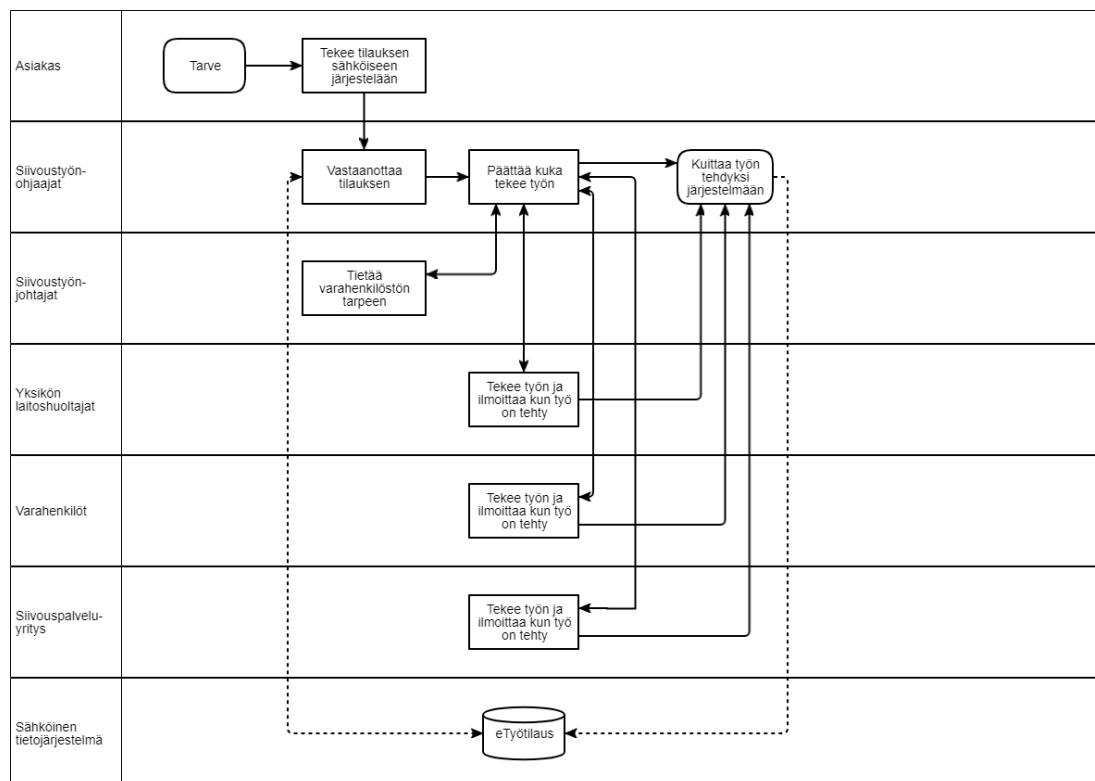 Asiakas
Tarve
Tekee tilauksen
sähköiseen
järjestelään
Siivoustyön-
ohjaajat
Vastaanottaa
tilauksen
Päättää kuka
tekee työn
Kuittaa työn
tehdyksi
järjestelmään
Siivoustyön-
johtajat
Tietää
varahenkilöstön
tarpeen
Yksikön
laitoshuoltajat
Tekee työn ja
ilmoittaa kun työ
on tehty
Varahenkilöt
Tekee työn ja
ilmoittaa kun työ
on tehty
Siivouspalvelu-
yritys
Tekee työn ja
ilmoittaa kun työ
on tehty
Sähköinen
tietojärjestelmä
eTyötilaus